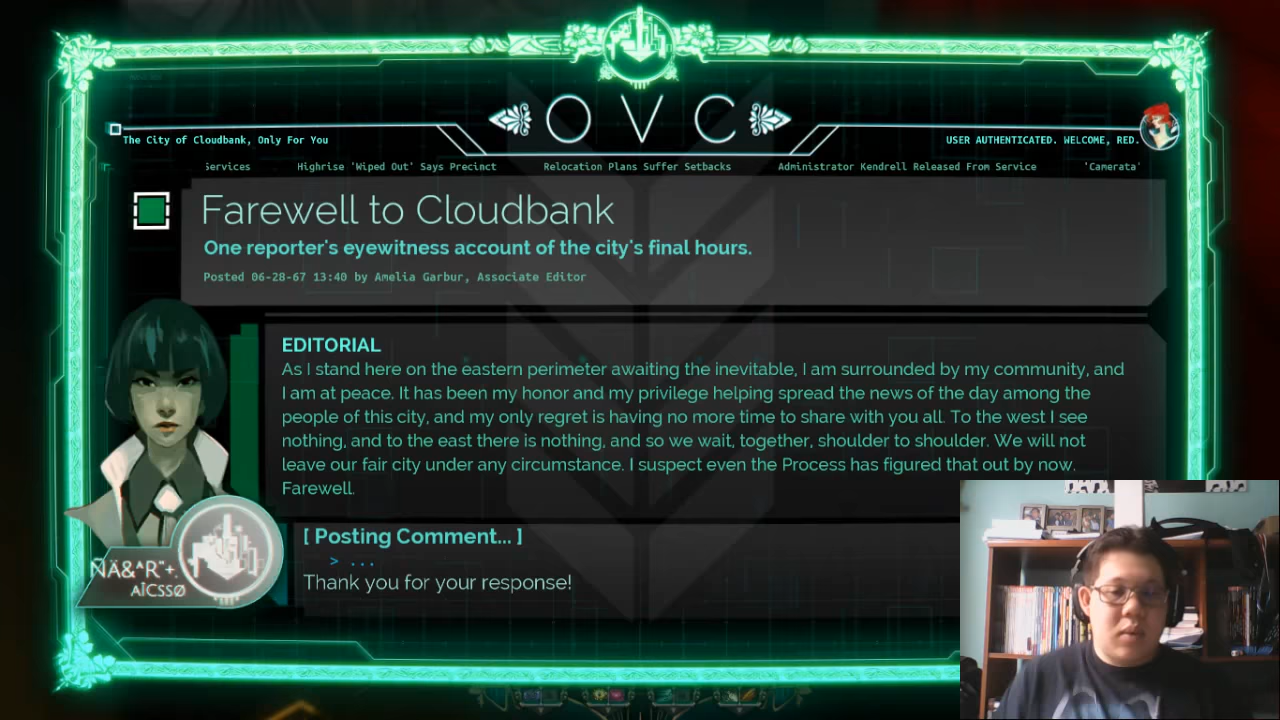 OVC
The City of Cloudbank, Only For You
USER AUTHENTICATED. WELCOME, RED.
Services Highrise 'Wiped Out' Says Precinct Relocation Plans Suffer Setbacks Administrator Kendrell Released From Service 'Camerata'
Farewell to Cloudbank
One reporter's eyewitness account of the city's final hours.
Posted 06-28-67 13:40 by Amelia Garbur, Associate Editor
EDITORIAL
As I stand here on the eastern perimeter awaiting the inevitable, I am surrounded by my community, and
I am at peace. It has been my honor and my privilege helping spread the news of the day among the
people of this city, and my only regret is having no more time to share with you all. To the west I see
nothing, and to the east there is nothing, and so we wait, together, shoulder to shoulder. We will not
leave our fair city under any circumstance. I suspect even the Process has figured that out by now.
Farewell.
[ Posting Comment... ]
> ...
Thank you for your response!
ÑÄ&^R"+.
AÎCSSØ